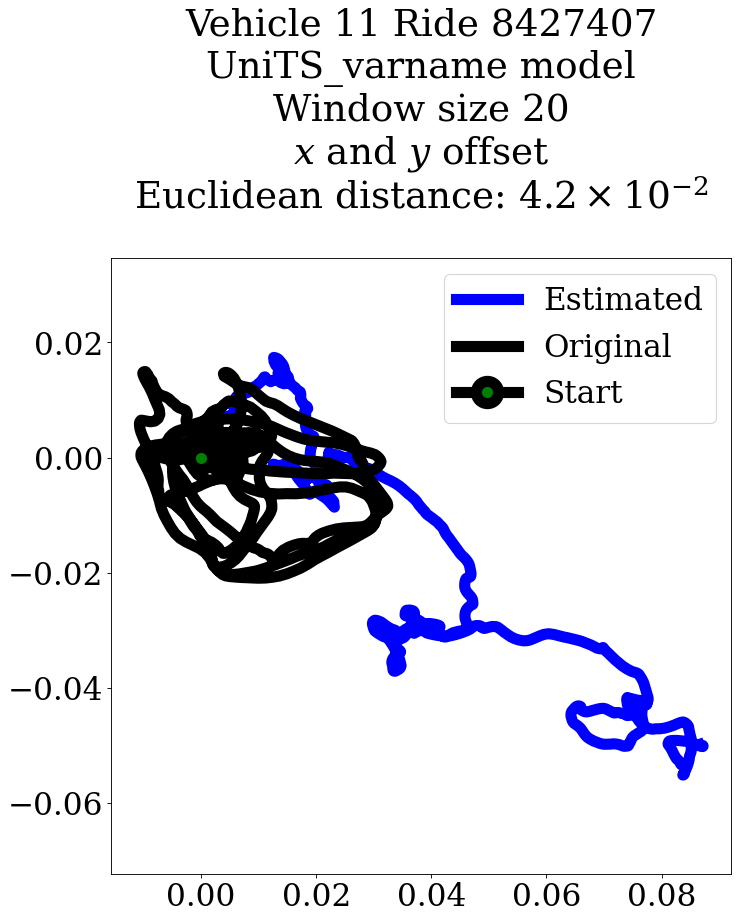 Vehicle 11 Ride 8427407
UniTS_varname model
Window size 20
x and y offset
Euclidean distance: 4.2 × 10⁻²
Estimated
Original
Start
0.02
0.00
−0.02
−0.04
−0.06
0.00 0.02 0.04 0.06 0.08